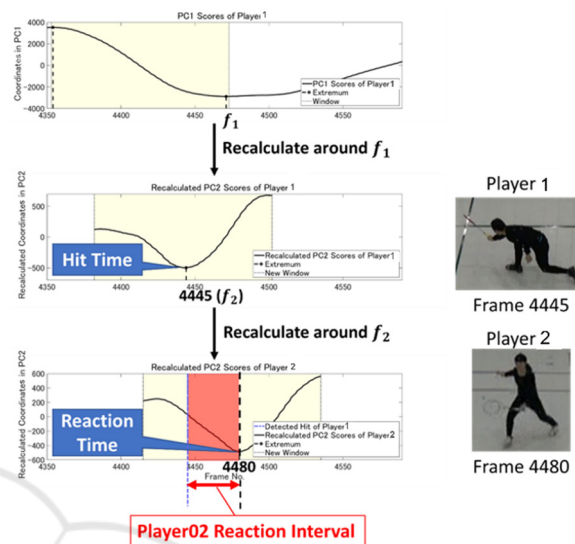 PC1 Scores of Player 1
Coordinates in PC1
4000
2000
0
-2000
-4000
4350
4400
4450
4500
4550
PC1 Scores of Player1
Extremum
Window
f1
Recalculate around f1
Recalculated PC2 Scores of Player 1
Recalculated Coordinates in PC2
500
0
-500
4350
4400
4500
4550
Hit Time
Recalculated PC2 Scores of Player1
Extremum
New Window
4445 (f2)
Player 1
Frame 4445
Recalculate around f2
Recalculated PC2 Scores of Player 2
Recalculated Coordinates in PC2
600
400
200
0
-200
-400
-600
4350
4400
4450
4500
4550
Reaction
Time
Detected Hit of Player1
Recalculated PC2 Scores of Player2
Extremum
New Window
4480
Frame No.
Player 2
Frame 4480
Player02 Reaction Interval